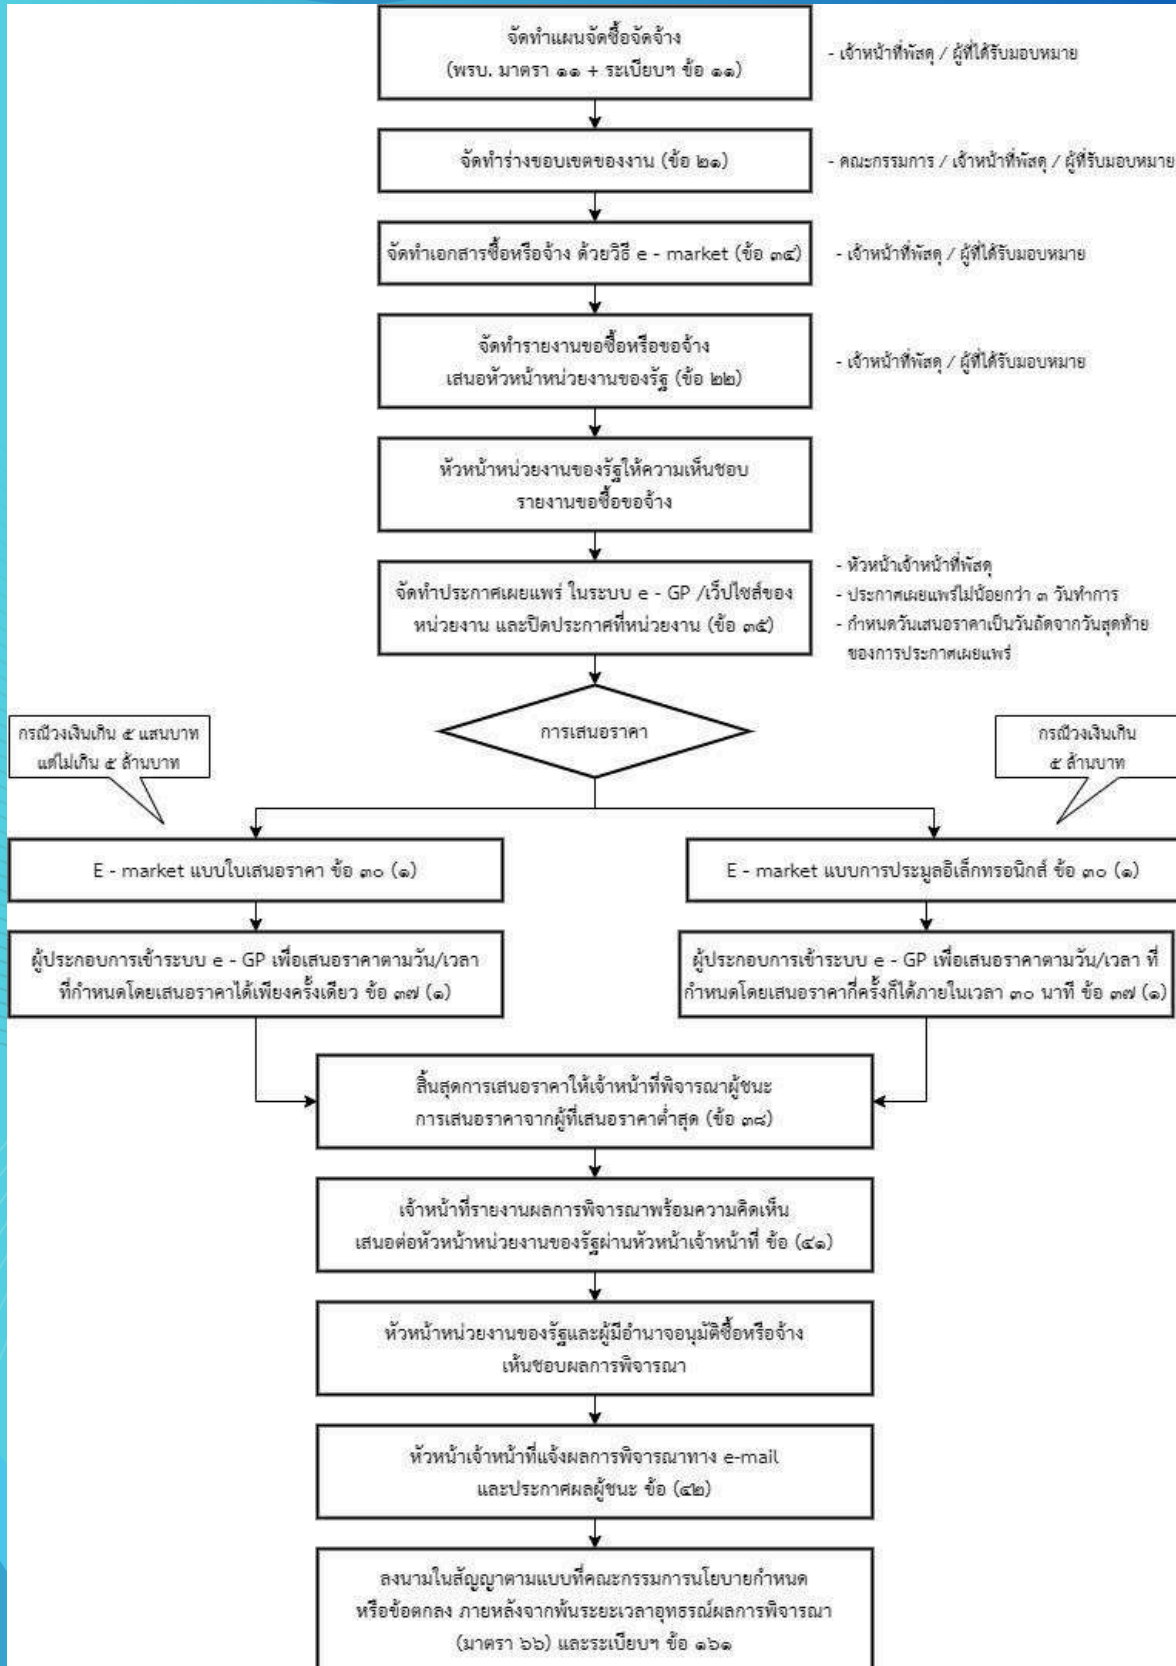 จัดทำแผนจัดซื้อจัดจ้าง
(พรบ. มาตรา ๑๑ + ระเบียบฯ ข้อ ๑๑)
- เจ้าหน้าที่พัสดุ / ผู้ที่ได้รับมอบหมาย
จัดทำร่างขอบเขตของงาน (ข้อ ๒๑)
- คณะกรรมการ / เจ้าหน้าที่พัสดุ / ผู้ที่รับมอบหมาย
จัดทำเอกสารซื้อหรือจ้าง ด้วยวิธี e - market (ข้อ ๓๔)
- เจ้าหน้าที่พัสดุ / ผู้ที่ได้รับมอบหมาย
จัดทำรายงานขอซื้อหรือขอจ้าง
เสนอหัวหน้าหน่วยงานของรัฐ (ข้อ ๒๒)
- เจ้าหน้าที่พัสดุ / ผู้ที่ได้รับมอบหมาย
หัวหน้าหน่วยงานของรัฐให้ความเห็นชอบ
รายงานขอซื้อขอจ้าง
จัดทำประกาศเผยแพร่ ในระบบ e - GP /เว็ปไซส์ของ
หน่วยงาน และปิดประกาศที่หน่วยงาน (ข้อ ๓๕)
- หัวหน้าเจ้าหน้าที่พัสดุ
- ประกาศเผยแพร่ไม่น้อยกว่า ๓ วันทำการ
- กำหนดวันเสนอราคาเป็นวันถัดจากวันสุดท้าย
ของการประกาศเผยแพร่
การเสนอราคา
กรณีวงเงินเกิน ๕ แสนบาท
แต่ไม่เกิน ๕ ล้านบาท
กรณีวงเงินเกิน
๕ ล้านบาท
E - market แบบใบเสนอราคา ข้อ ๓๐ (๑)
E - market แบบการประมูลอิเล็กทรอนิกส์ ข้อ ๓๐ (๑)
ผู้ประกอบการเข้าระบบ e - GP เพื่อเสนอราคาตามวัน/เวลา
ที่กำหนดโดยเสนอราคาได้เพียงครั้งเดียว ข้อ ๓๗ (๑)
ผู้ประกอบการเข้าระบบ e - GP เพื่อเสนอราคาตามวัน/เวลา ที่
กำหนดโดยเสนอราคากี่ครั้งก็ได้ภายในเวลา ๓๐ นาที ข้อ ๓๗ (๑)
สิ้นสุดการเสนอราคาให้เจ้าหน้าที่พิจารณาผู้ชนะ
การเสนอราคาจากผู้ที่เสนอราคาต่ำสุด (ข้อ ๓๘)
เจ้าหน้าที่รายงานผลการพิจารณาพร้อมความคิดเห็น
เสนอต่อหัวหน้าหน่วยงานของรัฐผ่านหัวหน้าเจ้าหน้าที่ ข้อ (๔๑)
หัวหน้าหน่วยงานของรัฐและผู้มีอำนาจอนุมัติซื้อหรือจ้าง
เห็นชอบผลการพิจารณา
หัวหน้าเจ้าหน้าที่แจ้งผลการพิจารณาทาง e-mail
และประกาศผลผู้ชนะ ข้อ (๔๒)
ลงนามในสัญญาตามแบบที่คณะกรรมการนโยบายกำหนด
หรือข้อตกลง ภายหลังจากพ้นระยะเวลาอุทธรณ์ผลการพิจารณา
(มาตรา ๖๖) และระเบียบฯ ข้อ ๑๖๑